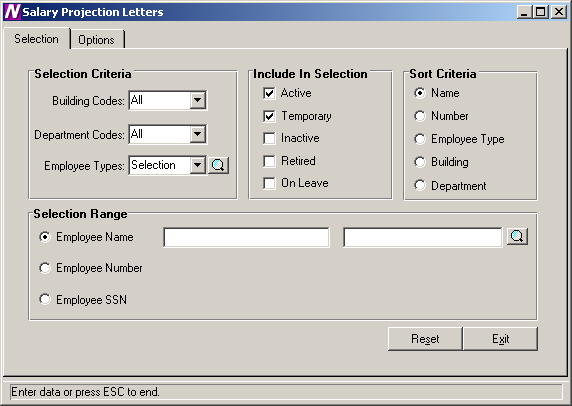 N Salary Projection Letters
Selection Options
Selection Criteria
Building Codes: All
Department Codes: All
Employee Types: Selection
Include In Selection
Active
Temporary
Inactive
Retired
On Leave
Sort Criteria
Name
Number
Employee Type
Building
Department
Selection Range
Employee Name
Employee Number
Employee SSN
Reset Exit
Enter data or press ESC to end.